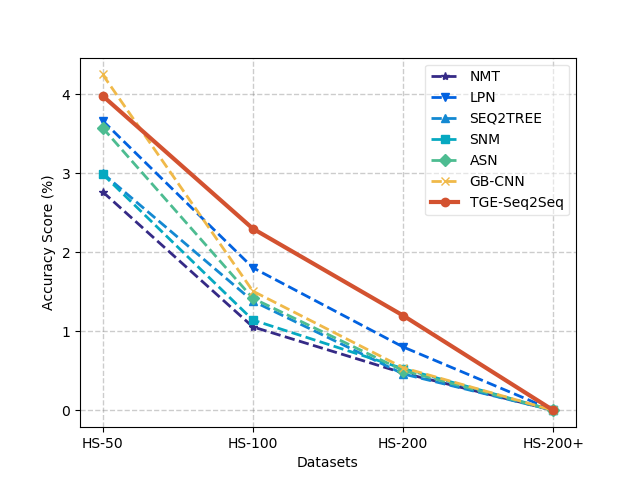 NMT
LPN
SEQ2TREE
SNM
ASN
GB-CNN
TGE-Seq2Seq
Accuracy Score (%)
4
3
2
1
0
HS-50 HS-100 HS-200 HS-200+
Datasets